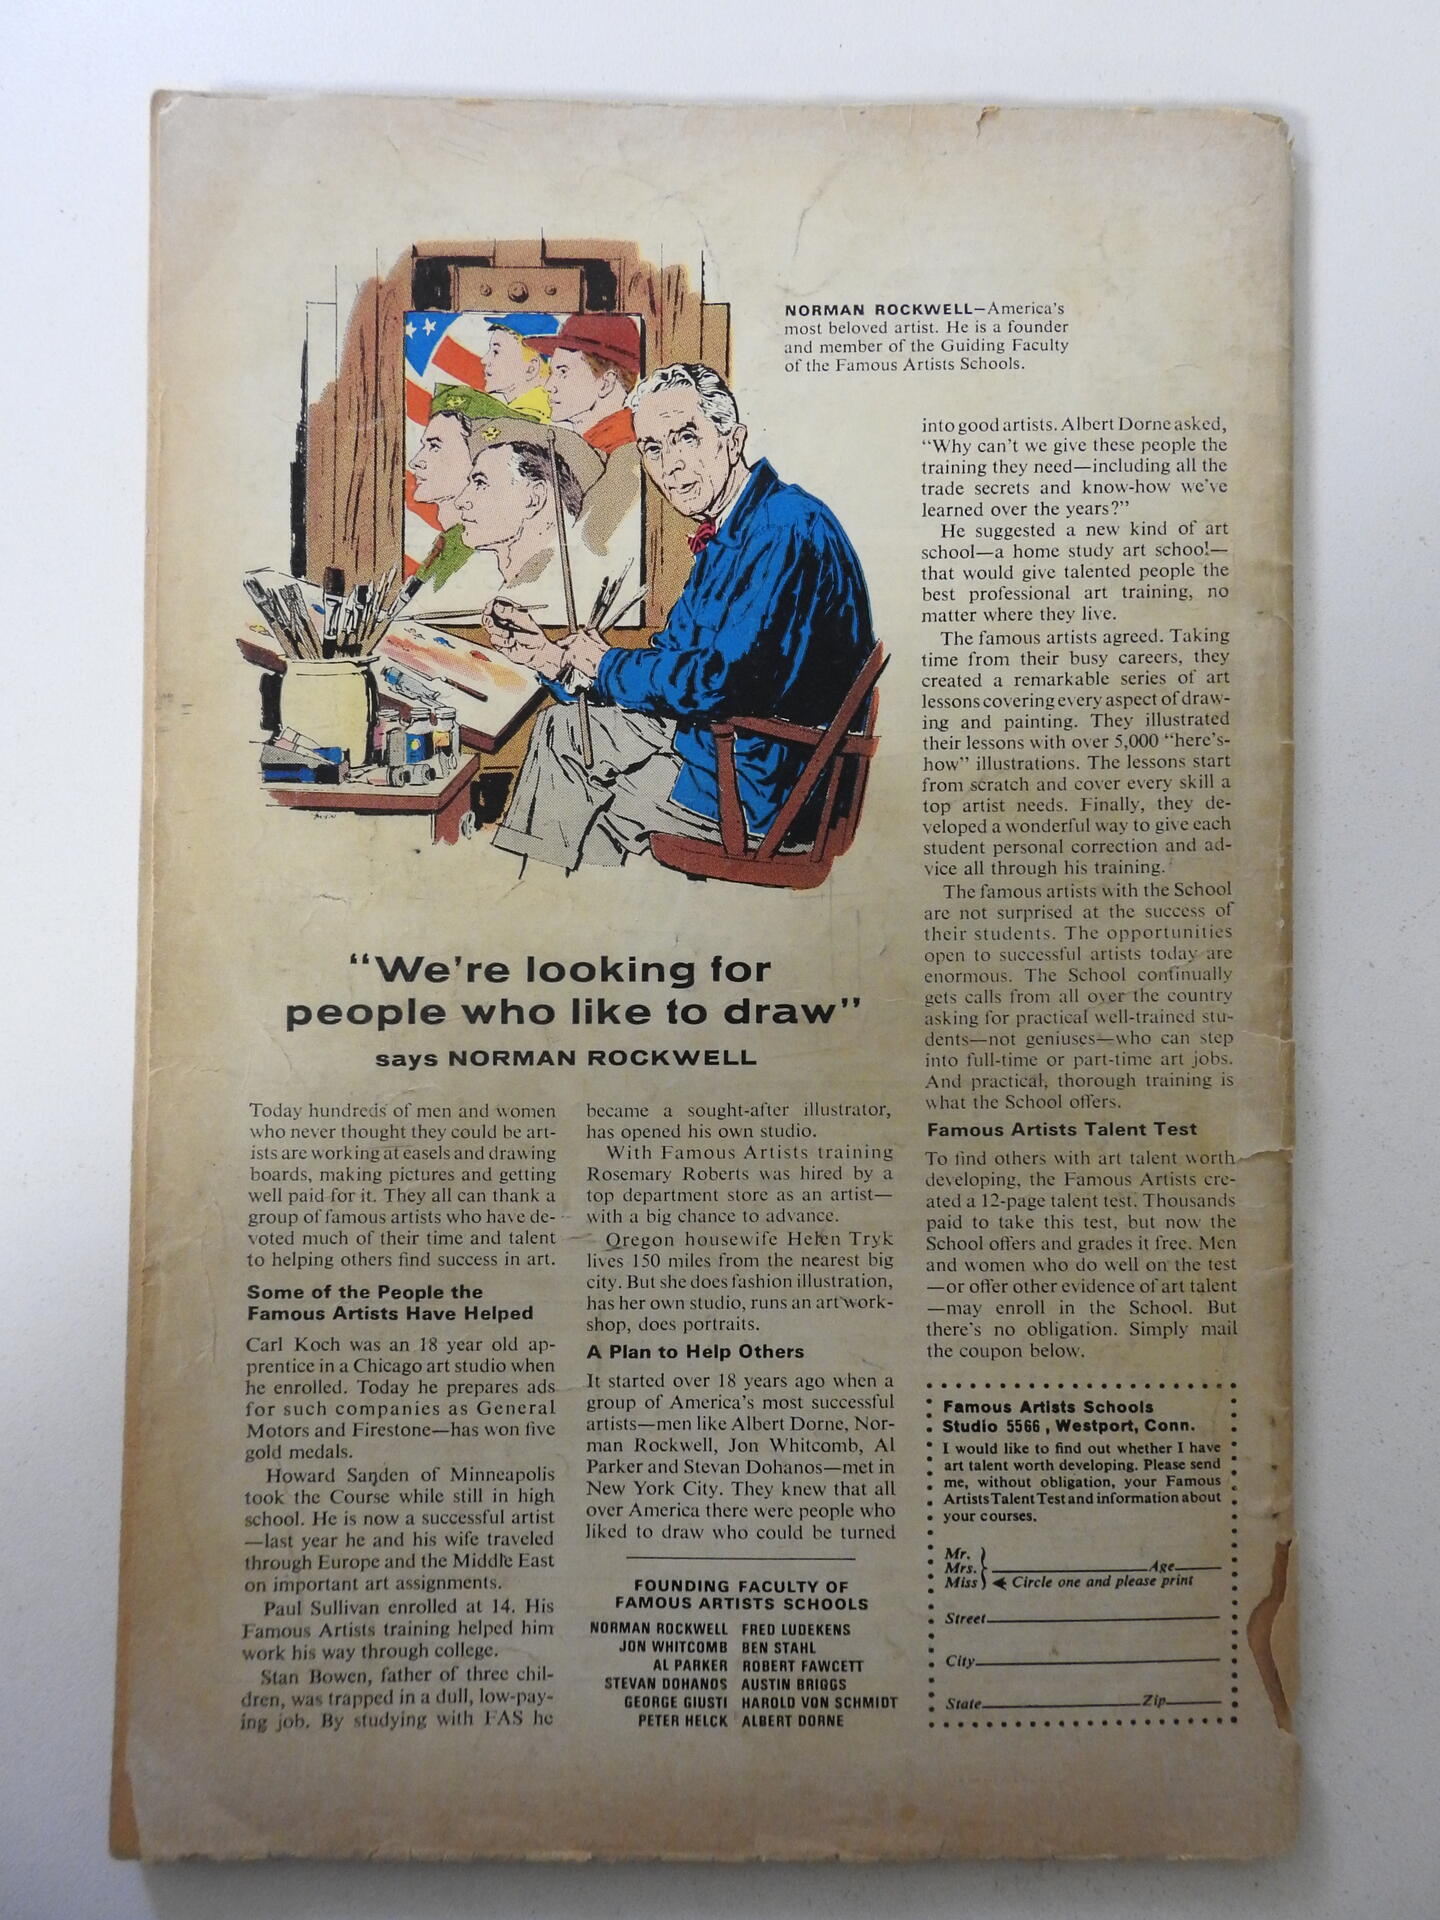 NORMAN ROCKWELL—America's
most beloved artist. He is a founder
and member of the Guiding Faculty
of the Famous Artists Schools.
"We're looking for
people who like to draw"
says NORMAN ROCKWELL
Today hundreds of men and women
who never thought they could be art-
ists are working at easels and drawing
boards, making pictures and getting
well paid for it. They all can thank a
group of famous artists who have de-
voted much of their time and talent
to helping others find success in art.
Some of the People the
Famous Artists Have Helped
Carl Koch was an 18 year old ap-
prentice in a Chicago art studio when
he enrolled. Today he prepares ads
for such companies as General
Motors and Firestone—has won five
gold medals.
Howard Sanden of Minneapolis
took the Course while still in high
school. He is now a successful artist
—last year he and his wife traveled
through Europe and the Middle East
on important art assignments.
Paul Sullivan enrolled at 14. His
Famous Artists training helped him
work his way through college.
Stan Bowen, father of three chil-
dren, was trapped in a dull, low-pay-
ing job. By studying with FAS he
became a sought-after illustrator,
has opened his own studio.
With Famous Artists training
Rosemary Roberts was hired by a
top department store as an artist—
with a big chance to advance.
Oregon housewife Helen Tryk
lives 150 miles from the nearest big
city. But she does fashion illustration,
has her own studio, runs an art work-
shop, does portraits.
A Plan to Help Others
It started over 18 years ago when a
group of America's most successful
artists—men like Albert Dorne, Nor-
man Rockwell, Jon Whitcomb, Al
Parker and Stevan Dohanos—met in
New York City. They knew that all
over America there were people who
liked to draw who could be turned
into good artists. Albert Dorne asked,
"Why can't we give these people the
training they need—including all the
trade secrets and know-how we've
learned over the years?"
He suggested a new kind of art
school—a home study art school—
that would give talented people the
best professional art training, no
matter where they live.
The famous artists agreed. Taking
time from their busy careers, they
created a remarkable series of art
lessons covering every aspect of draw-
ing and painting. They illustrated
their lessons with over 5,000 "here's-
how" illustrations. The lessons start
from scratch and cover every skill a
top artist needs. Finally, they de-
veloped a wonderful way to give each
student personal correction and ad-
vice all through his training.
The famous artists with the School
are not surprised at the success of
their students. The opportunities
open to successful artists today are
enormous. The School continually
gets calls from all over the country
asking for practical well-trained stu-
dents—not geniuses—who can step
into full-time or part-time art jobs.
And practical, thorough training is
what the School offers.
Famous Artists Talent Test
To find others with art talent worth
developing, the Famous Artists cre-
ated a 12-page talent test. Thousands
paid to take this test, but now the
School offers and grades it free. Men
and women who do well on the test
—or offer other evidence of art talent
—may enroll in the School. But
there's no obligation. Simply mail
the coupon below.
FOUNDING FACULTY OF
FAMOUS ARTISTS SCHOOLS
NORMAN ROCKWELL FRED LUDEKENS
JON WHITCOMB BEN STAHL
AL PARKER ROBERT FAWCETT
STEVAN DOHANOS AUSTIN BRIGGS
GEORGE GIUSTI HAROLD VON SCHMIDT
PETER HELCK ALBERT DORNE
Famous Artists Schools
Studio 5566, Westport, Conn.
I would like to find out whether I have
art talent worth developing. Please send
me, without obligation, your Famous
Artists Talent Test and information about
your courses.
Mr.
Mrs. Age
Miss Circle one and please print
Street
City
State Zip